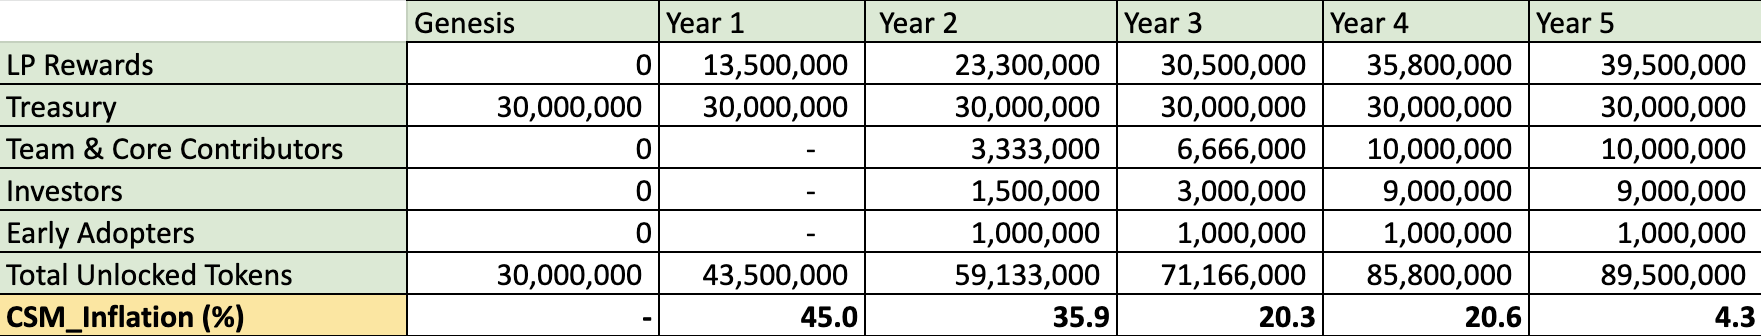 Genesis Year 1 Year 2 Year 3 Year 4 Year 5
LP Rewards 0 13,500,000 23,300,000 30,500,000 35,800,000 39,500,000
Treasury 30,000,000 30,000,000 30,000,000 30,000,000 30,000,000 30,000,000
Team & Core Contributors 0 - 3,333,000 6,666,000 10,000,000 10,000,000
Investors 0 - 1,500,000 3,000,000 9,000,000 9,000,000
Early Adopters 0 - 1,000,000 1,000,000 1,000,000 1,000,000
Total Unlocked Tokens 30,000,000 43,500,000 59,133,000 71,166,000 85,800,000 89,500,000
CSM_Inflation (%) - 45.0 35.9 20.3 20.6 4.3